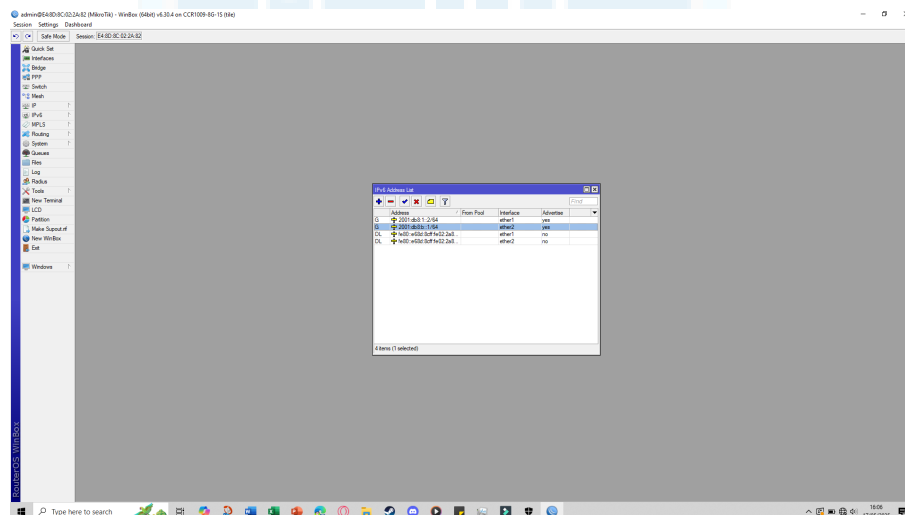 admin@E4:8D:8C:02:2A:82 (MikroTik) - WinBox (64bit) v6.30.4 on CCR1009-8G-1S (tile)
Session Settings Dashboard
Safe Mode Session: E4:8D:8C:02:2A:82
Quick Set
Interfaces
Bridge
PPP
Switch
Mesh
IP
IPv6
MPLS
Routing
System
Queues
Files
Log
Radius
Tools
New Terminal
LCD
Partition
Make Supout.rif
New WinBox
Exit
Windows
RouterOS WinBox
IPv6 Address List
Find
Address From Pool Interface Advertise
G 2001:db8:1::2/64 ether1 yes
G 2001:db8:b::1/64 ether2 yes
DL fe80::e68d:8cff:fe02:2a8... ether1 no
DL fe80::e68d:8cff:fe02:2a8... ether2 no
4 items (1 selected)
Type here to search
16:06